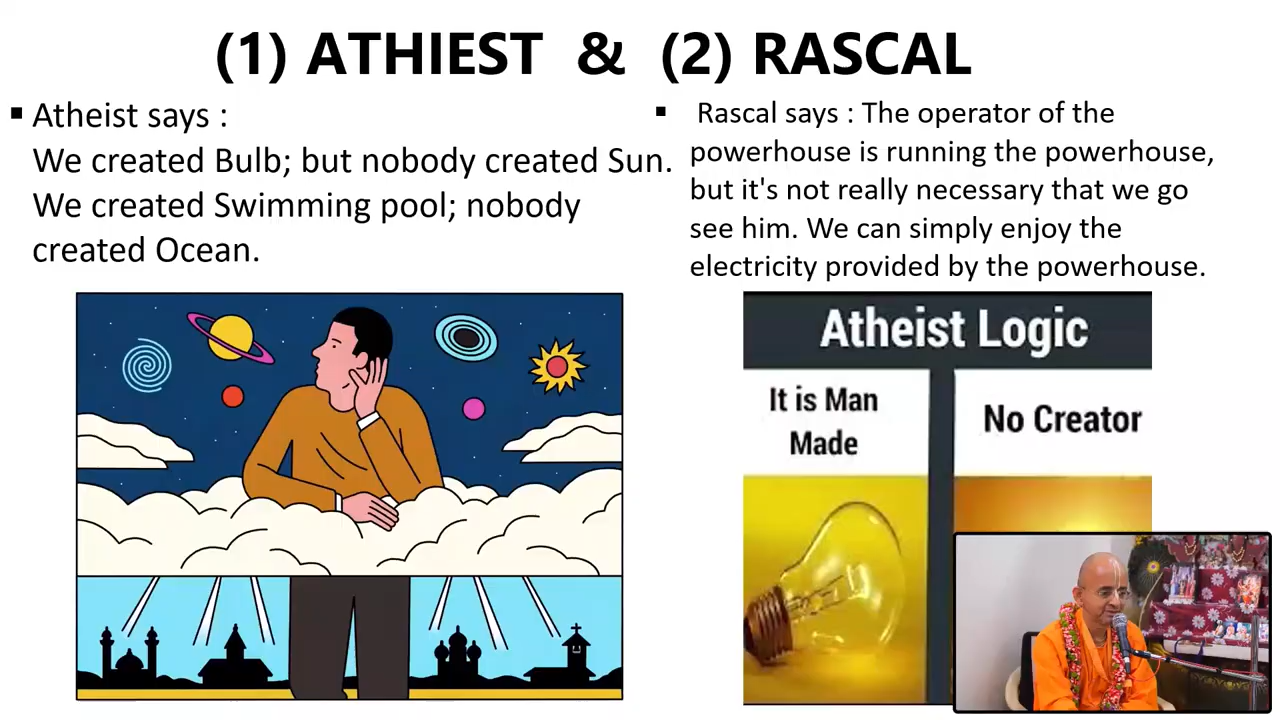 (1) ATHIEST & (2) RASCAL
▪ Atheist says :
We created Bulb; but nobody created Sun.
We created Swimming pool; nobody
created Ocean.
▪ Rascal says : The operator of the
powerhouse is running the powerhouse,
but it's not really necessary that we go
see him. We can simply enjoy the
electricity provided by the powerhouse.
Atheist Logic
It is Man
Made
No Creator